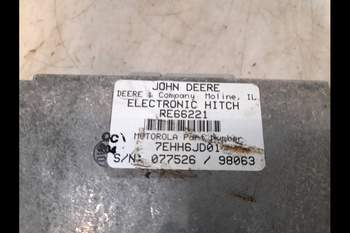 JOHN DEERE
DEERE & Company Moline, IL
ELECTRONIC HITCH
RE66221
MOTOROLA Part Number
7EHH6JD01
S/N: 077526 / 98063